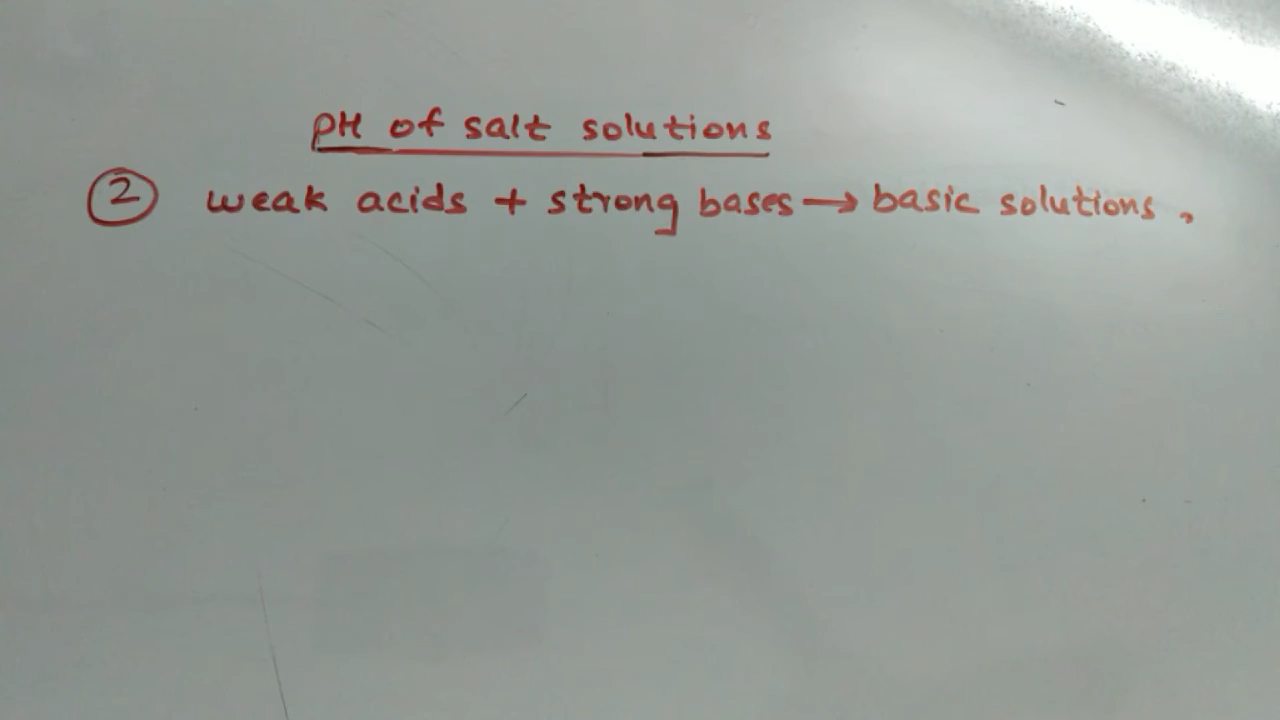 pH of salt solutions
② weak acids + strong bases → basic solutions.